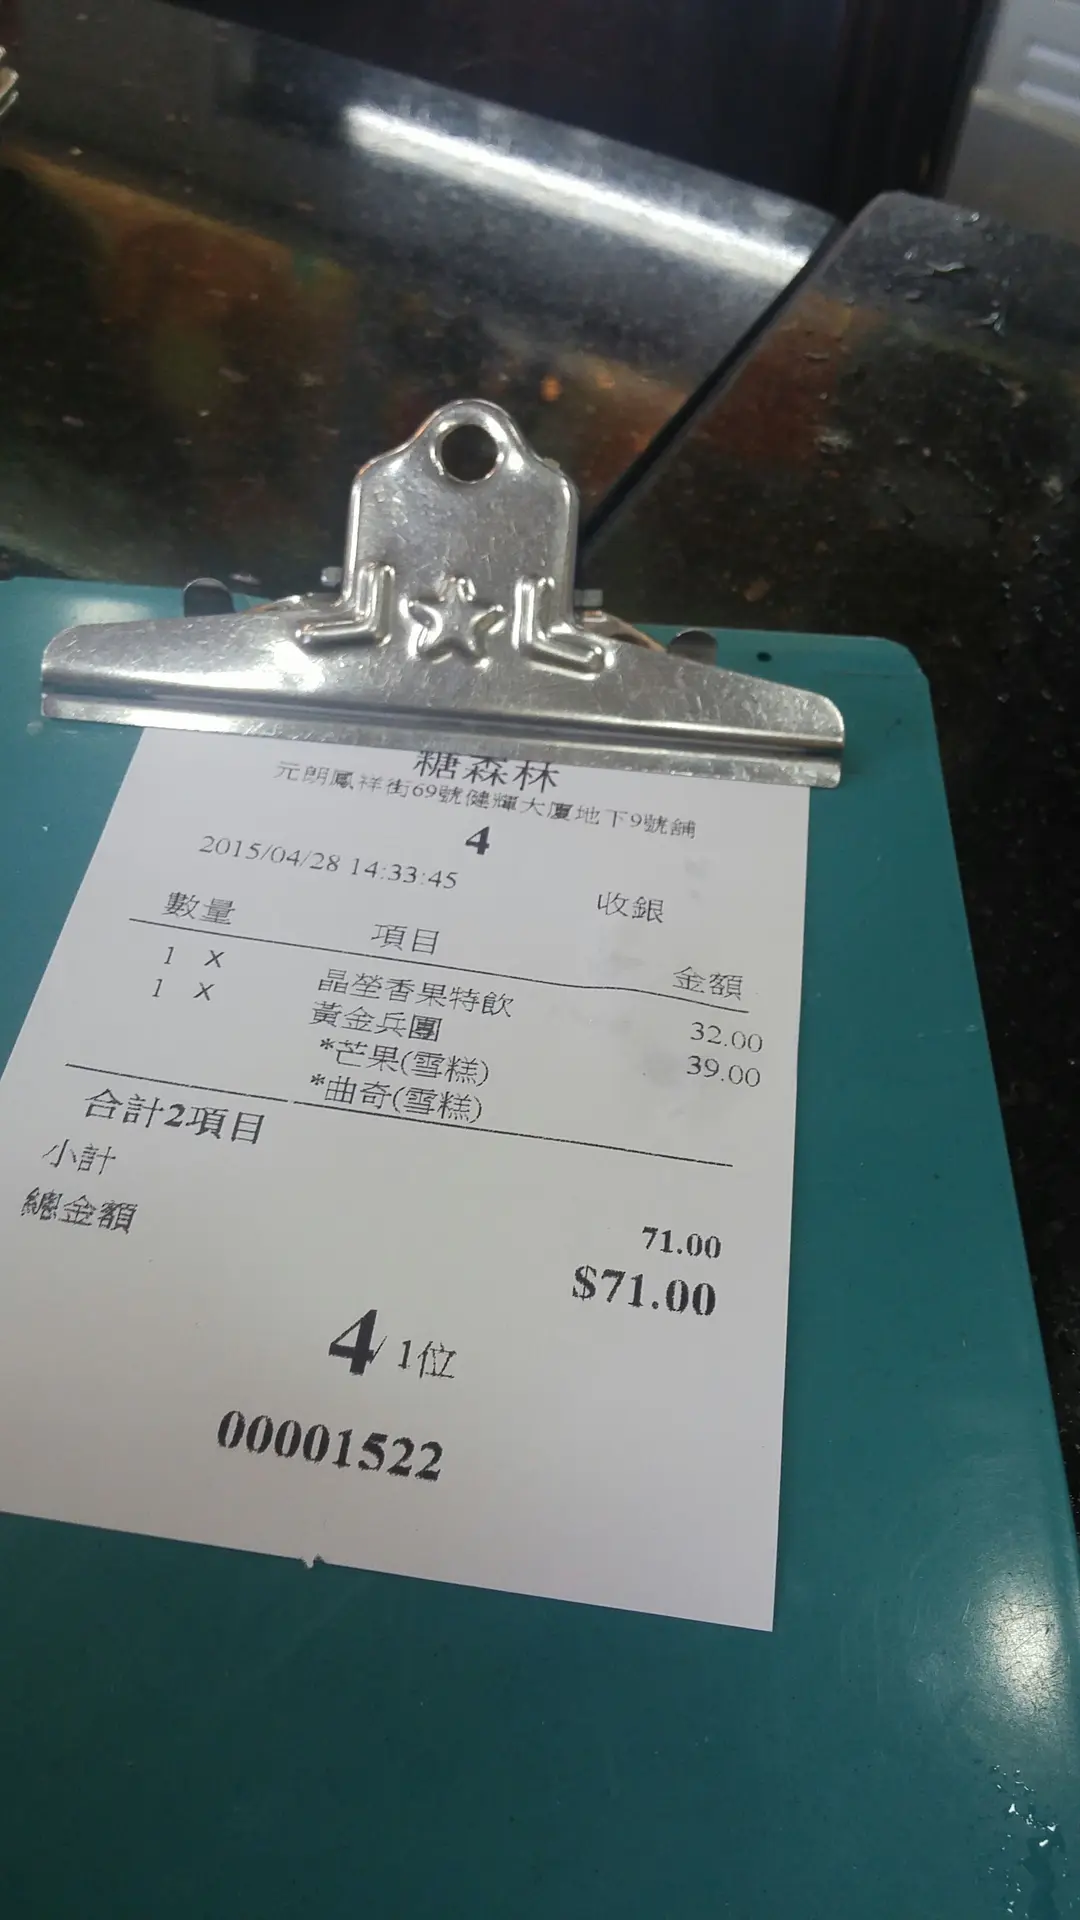 糖森林
元朗鳳祥街69號健輝大廈地下9號舖
4
2015/04/28 14:33:45 收銀
數量 項目 金額
1 X 晶瑩香果特飲 32.00
1 X 黃金兵團 39.00
*芒果(雪糕)
*曲奇(雪糕)
合計2項目
小計 71.00
總金額 $71.00
4/ 1位
00001522